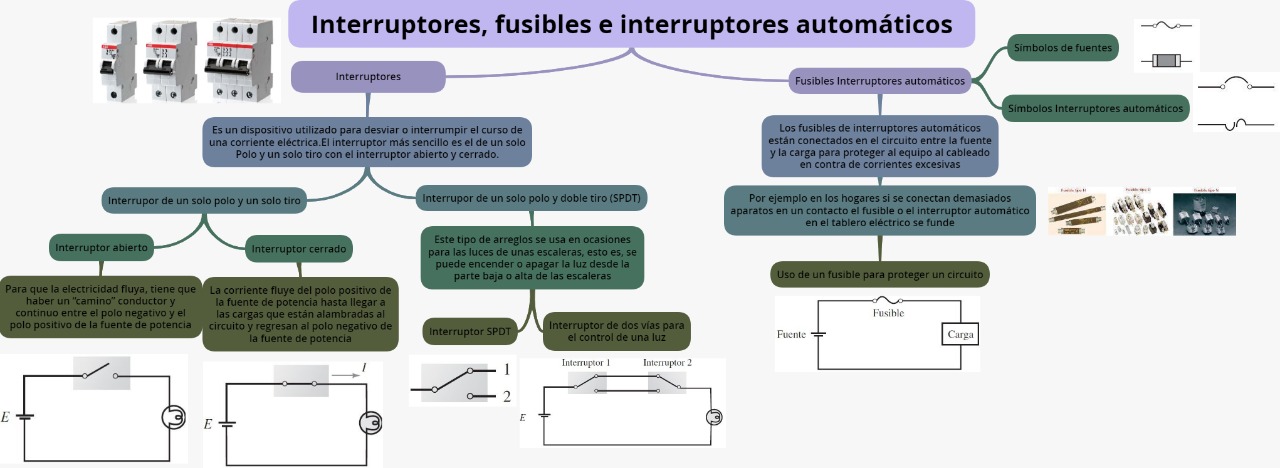 Interruptores, fusibles e interruptores automáticos
Interruptores
Es un dispositivo utilizado para desviar o interrumpir el curso de
una corriente eléctrica.El interruptor más sencillo es el de un solo
Polo y un solo tiro con el interruptor abierto y cerrado.
Interrupor de un solo polo y un solo tiro
Interruptor abierto
Para que la electricidad fluya, tiene que
haber un "camino" conductor y
continuo entre el polo negativo y el
polo positivo de la fuente de potencia
E
Interruptor cerrado
La corriente fluye del polo positivo de
la fuente de potencia hasta llegar a
las cargas que están alambradas al
circuito y regresan al polo negativo de
la fuente de potencia
I
E
Interrupor de un solo polo y doble tiro (SPDT)
Este tipo de arreglos se usa en ocasiones
para las luces de unas escaleras, esto es, se
puede encender o apagar la luz desde la
parte baja o alta de las escaleras
Interruptor SPDT
1
2
Interruptor de dos vías para
el control de una luz
Interruptor 1
Interruptor 2
E
Fusibles Interruptores automáticos
Símbolos de fuentes
Símbolos Interruptores automáticos
Los fusibles de interruptores automáticos
están conectados en el circuito entre la fuente
y la carga para proteger al equipo al cableado
en contra de corrientes excesivas
Por ejemplo en los hogares si se conectan demasiados
aparatos en un contacto el fusible o el interruptor automático
en el tablero eléctrico se funde
Uso de un fusible para proteger un circuito
Fusible
Fuente
Carga